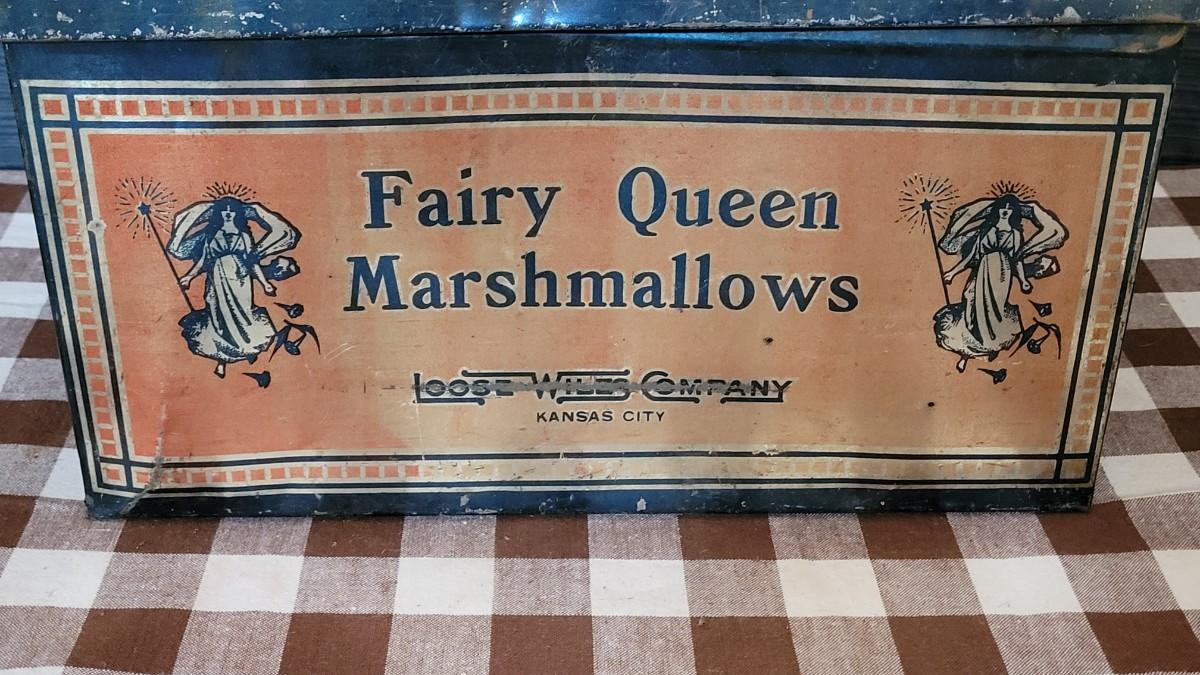 Fairy Queen
Marshmallows
LOOSE-WILES COMPANY
KANSAS CITY